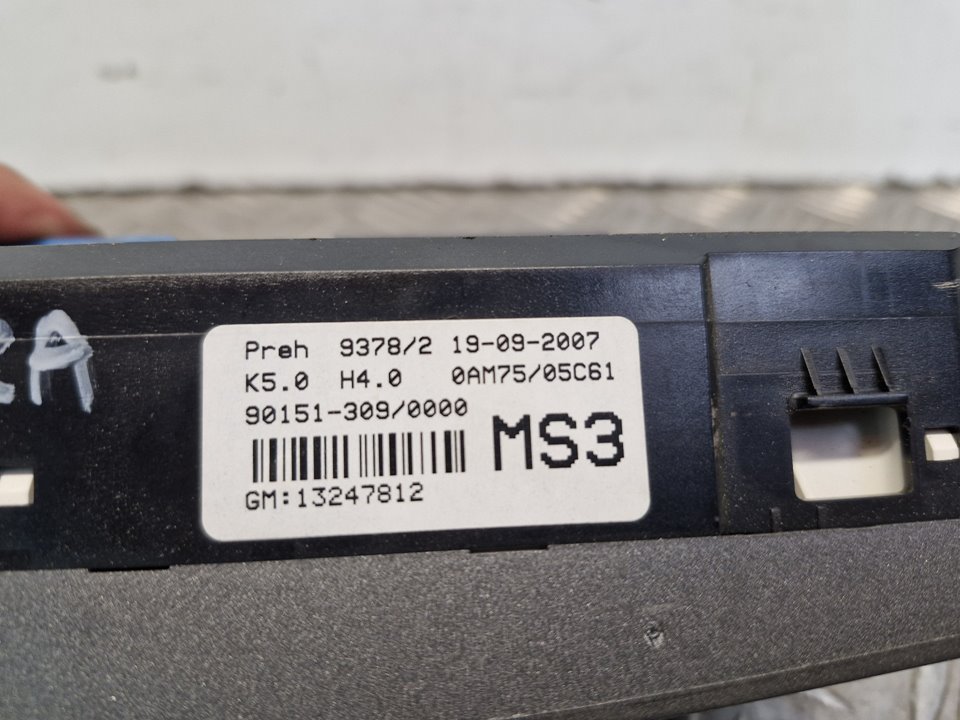 Preh 9378/2 19-09-2007
K5.0 H4.0 0AM75/05C61
90151-309/0000
MS3
GM:13247812